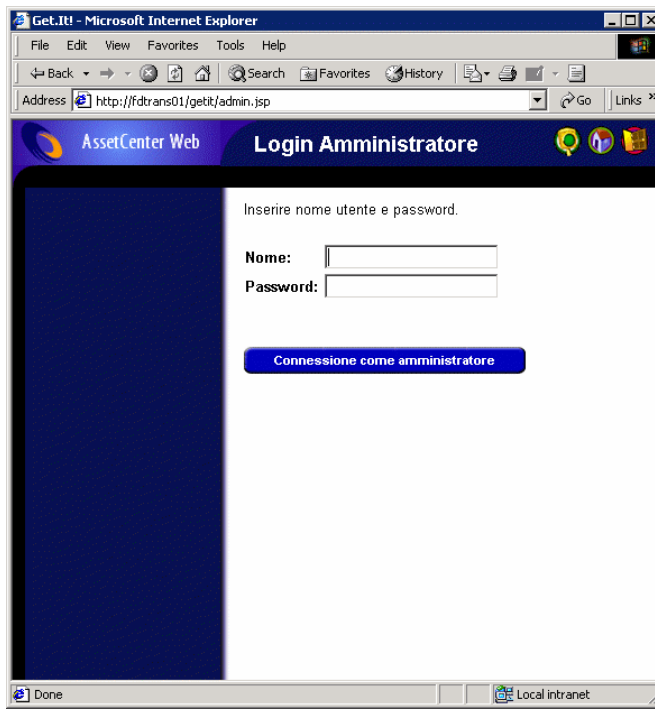 Get.It! - Microsoft Internet Explorer
File Edit View Favorites Tools Help
Back Search Favorites History
Address http://fdtrans01/getit/admin.jsp Go Links »
AssetCenter Web Login Amministratore
Inserire nome utente e password.
Nome:
Password:
Connessione come amministratore
Done Local intranet